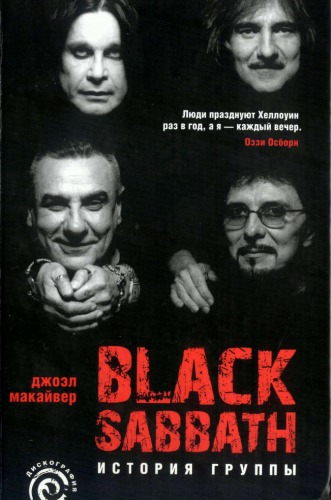 Люди празднуют Хеллоуин
раз в год, а я — каждый вечер.
Оззи Осборн
джоэл
макайвер
BLACK
SABBATH
ИСТОРИЯ ГРУППЫ
ДИСКОГРАФИЯ